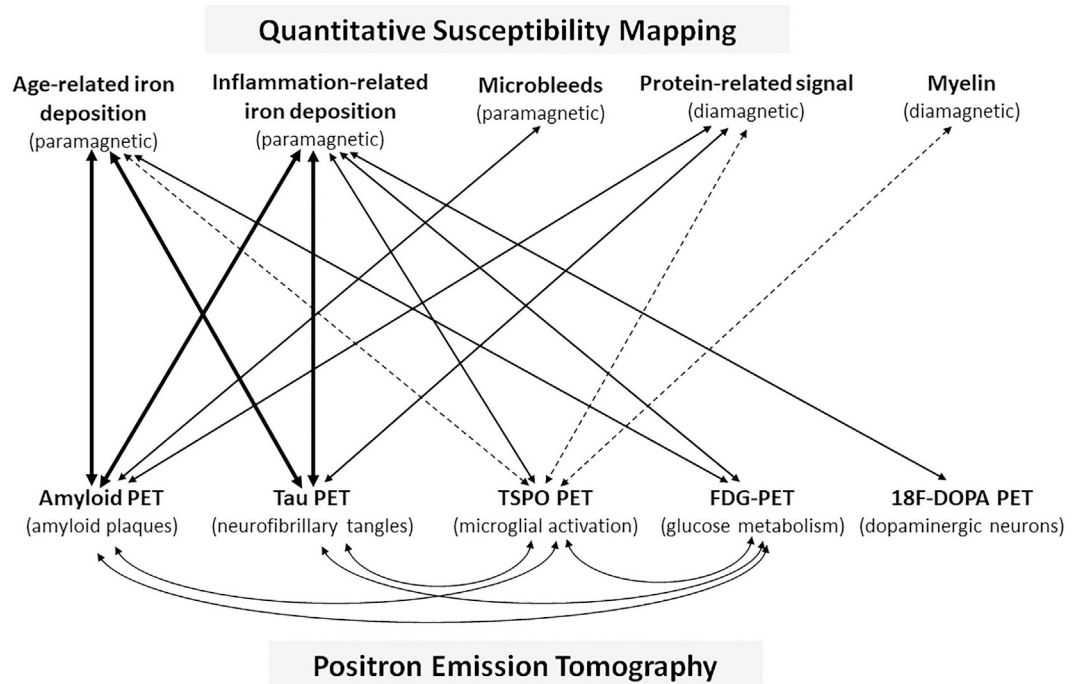 Quantitative Susceptibility Mapping
Age-related iron
deposition
(paramagnetic)
Inflammation-related
iron deposition
(paramagnetic)
Microbleeds
(paramagnetic)
Protein-related signal
(diamagnetic)
Myelin
(diamagnetic)
Amyloid PET
(amyloid plaques)
Tau PET
(neurofibrillary tangles)
TSPO PET
(microglial activation)
FDG-PET
(glucose metabolism)
18F-DOPA PET
(dopaminergic neurons)
Positron Emission Tomography